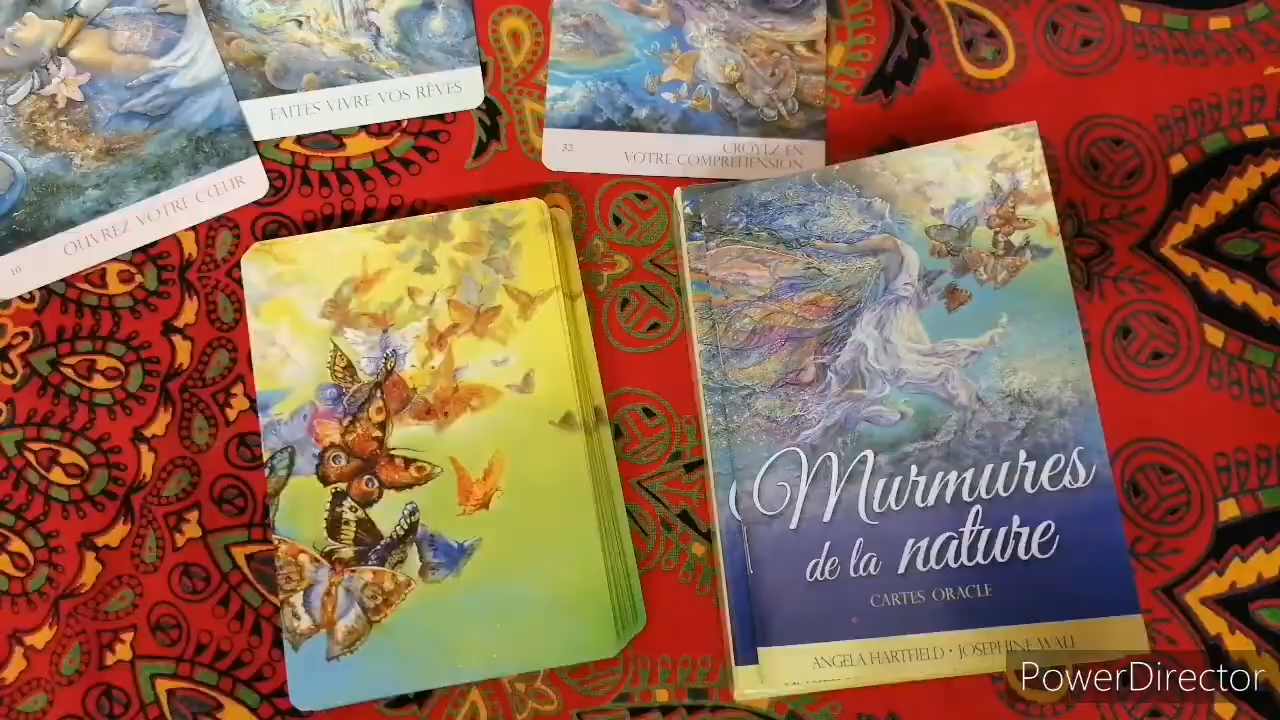 FAITES VIVRE VOS RÊVES
32
CROYEZ EN
VOTRE COMPRÉHENSION
10
OUVREZ VOTRE CŒUR
Murmures
de la nature
CARTES ORACLE
ANGELA HARTFIELD • JOSEPHINE WALL
PowerDirector